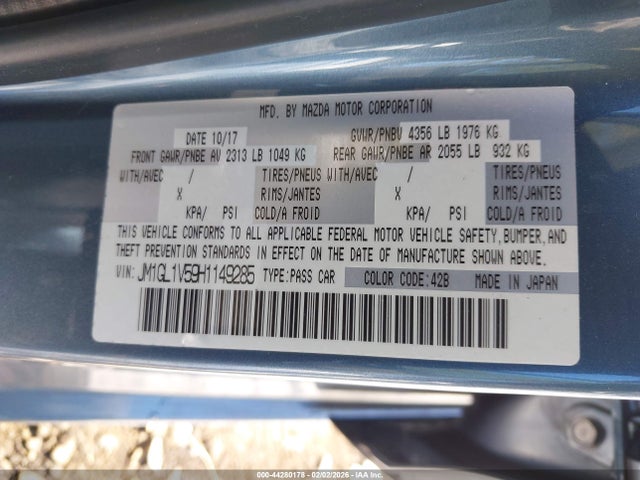 MFD. BY MAZDA MOTOR CORPORATION
DATE 10/17 GVWR/PNBV 4356 LB 1976 KG
FRONT GAWR/PNBE AV 2313 LB 1049 KG REAR GAWR/PNBE AR 2055 LB 932 KG
WITH/AVEC / TIRES/PNEUS WITH/AVEC / TIRES/PNEUS
X RIMS/JANTES X RIMS/JANTES
KPA/ PSI COLD/A FROID KPA/ PSI COLD/A FROID
THIS VEHICLE CONFORMS TO ALL APPLICABLE FEDERAL MOTOR VEHICLE SAFETY, BUMPER, AND
THEFT PREVENTION STANDARDS IN EFFECT ON THE DATE OF MANUFACTURE SHOWN ABOVE.
VIN: JM1GL1V59H1149285 TYPE:PASS CAR COLOR CODE:42B MADE IN JAPAN
000-44280178 - 02/02/2026 - COPYRIGHT IAA, LLC